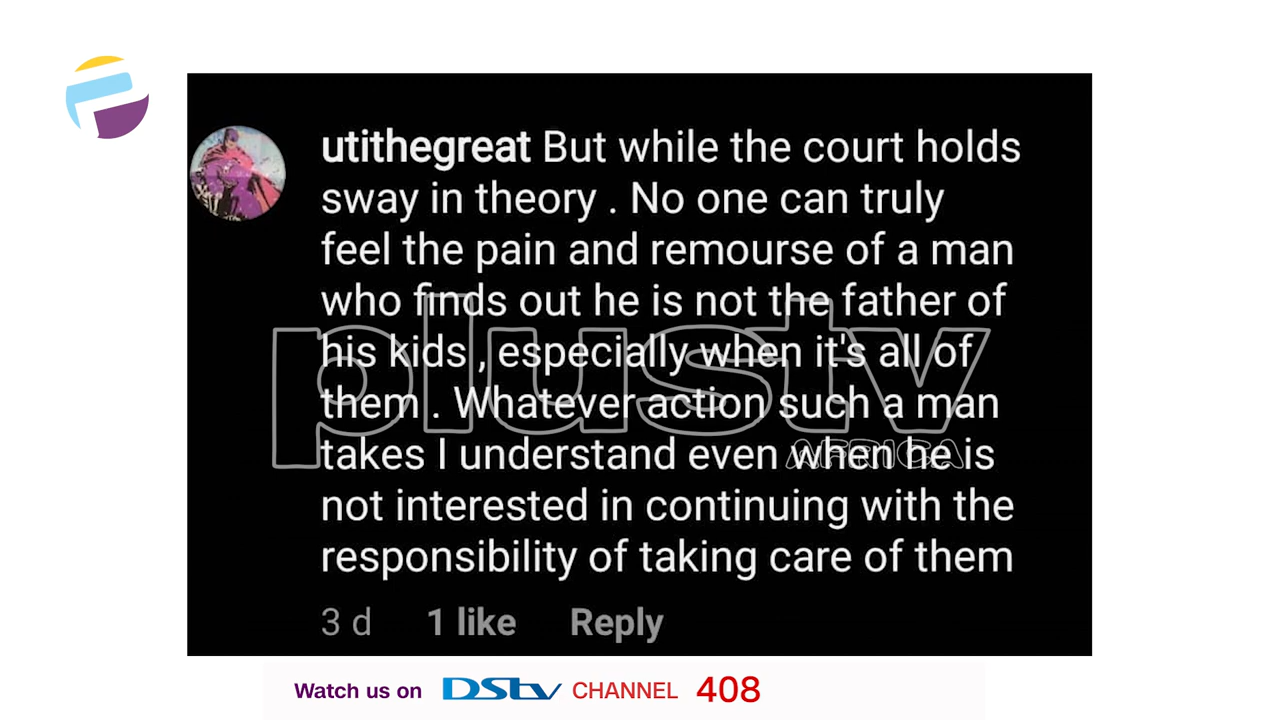 utithegreat But while the court holds
sway in theory . No one can truly
feel the pain and remourse of a man
who finds out he is not the father of
his kids , especially when it's all of
them . Whatever action such a man
takes I understand even when he is
not interested in continuing with the
responsibility of taking care of them
3 d 1 like Reply
plustv
AFRICA
Watch us on DStv CHANNEL 408